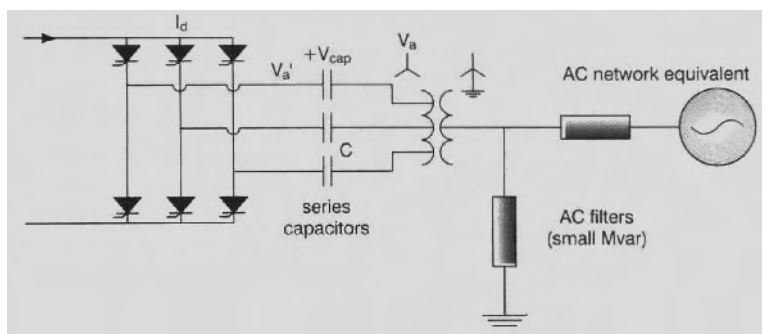 I_d
+V_cap
V_a
V_a'
AC network equivalent
C
series
capacitors
AC filters
(small Mvar)